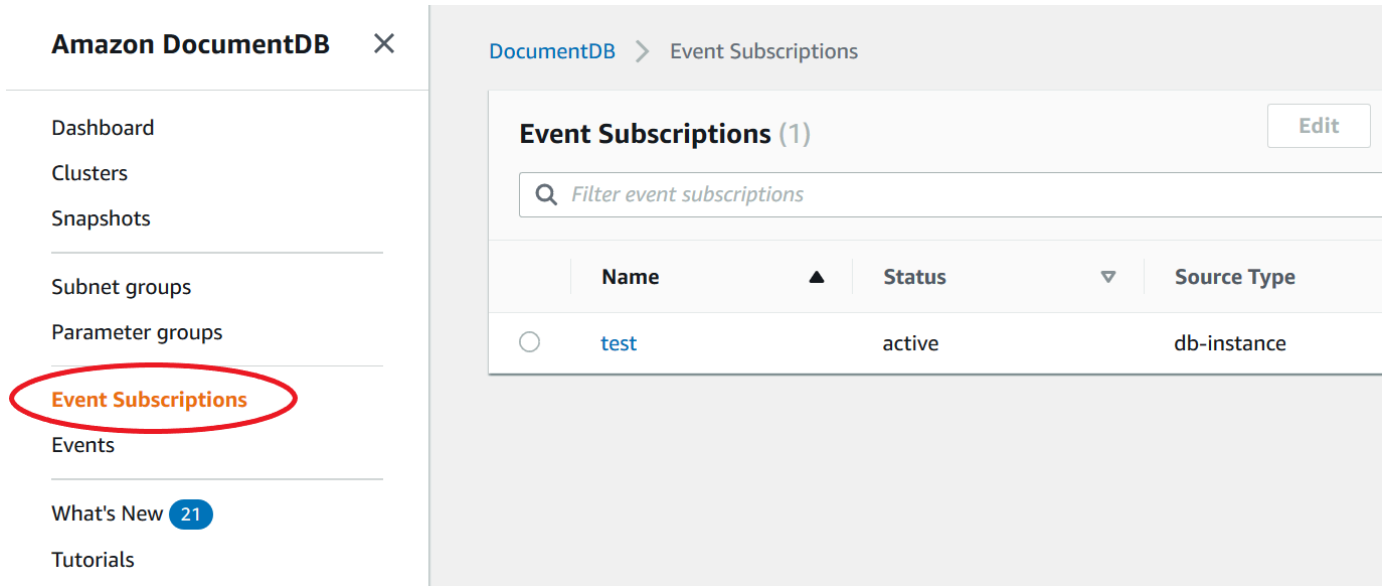 Amazon DocumentDB
Dashboard
Clusters
Snapshots
Subnet groups
Parameter groups
Event Subscriptions
Events
What's New 21
Tutorials
DocumentDB > Event Subscriptions
Event Subscriptions (1)
Edit
Filter event subscriptions
Name Status Source Type
test active db-instance